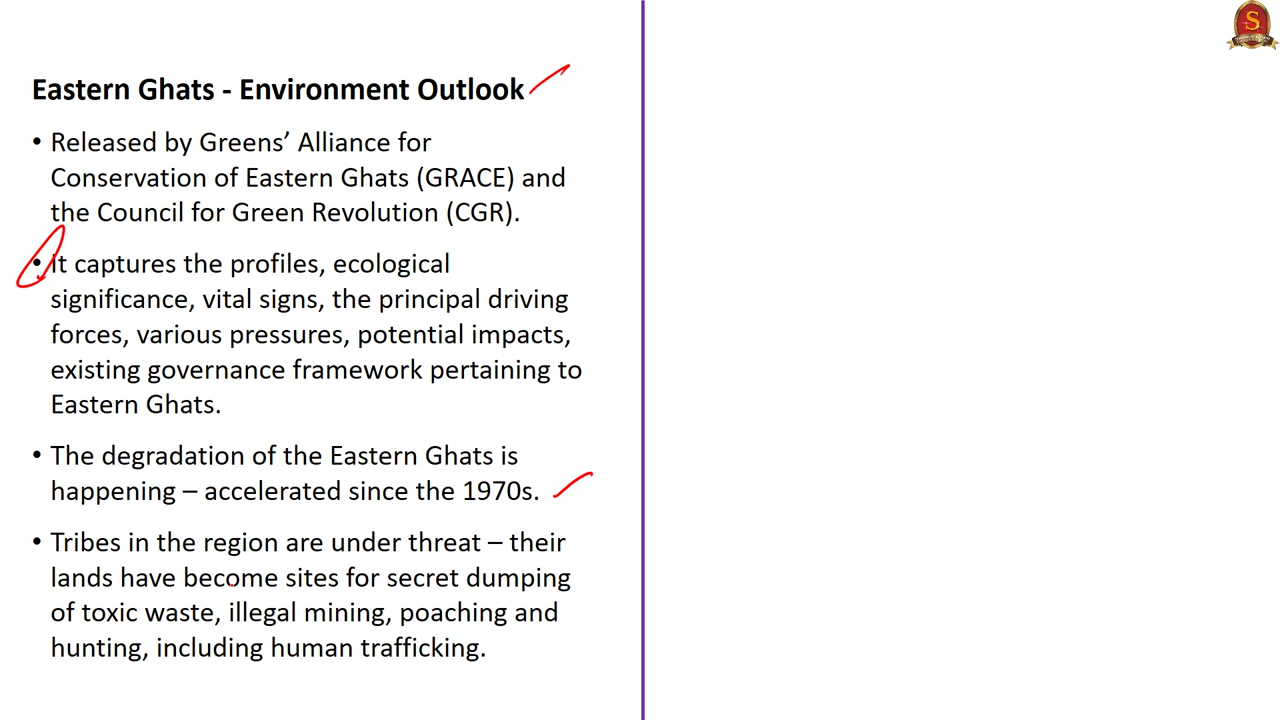 Eastern Ghats - Environment Outlook
• Released by Greens’ Alliance for
Conservation of Eastern Ghats (GRACE) and
the Council for Green Revolution (CGR).
• It captures the profiles, ecological
significance, vital signs, the principal driving
forces, various pressures, potential impacts,
existing governance framework pertaining to
Eastern Ghats.
• The degradation of the Eastern Ghats is
happening – accelerated since the 1970s.
• Tribes in the region are under threat – their
lands have become sites for secret dumping
of toxic waste, illegal mining, poaching and
hunting, including human trafficking.
S